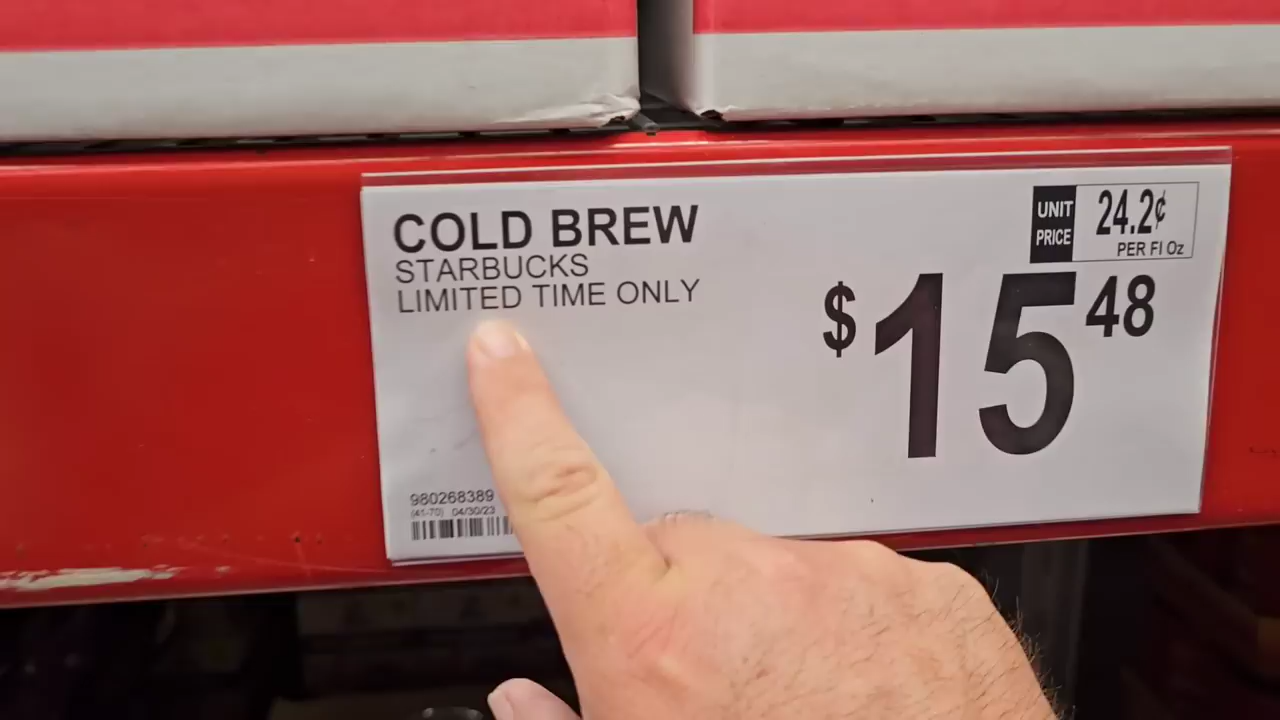 COLD BREW
STARBUCKS
LIMITED TIME ONLY
UNIT PRICE
24.2¢
PER Fl Oz
$15 48
980268389
(41-70) 04/30/23